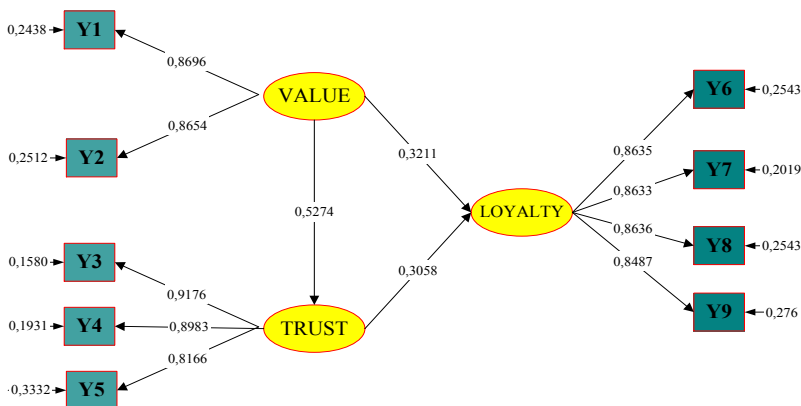 0,2438
Y1
0,8696
VALUE
0,8654
0,2512
Y2
0,3211
0,5274
Y6
0,2543
0,8635
Y7
0,2019
0,8633
LOYALTY
0,8636
Y8
0,2543
0,8487
Y9
0,276
0,1580
Y3
0,9176
0,3058
0,1931
Y4
0,8983
TRUST
0,8166
0,3332
Y5